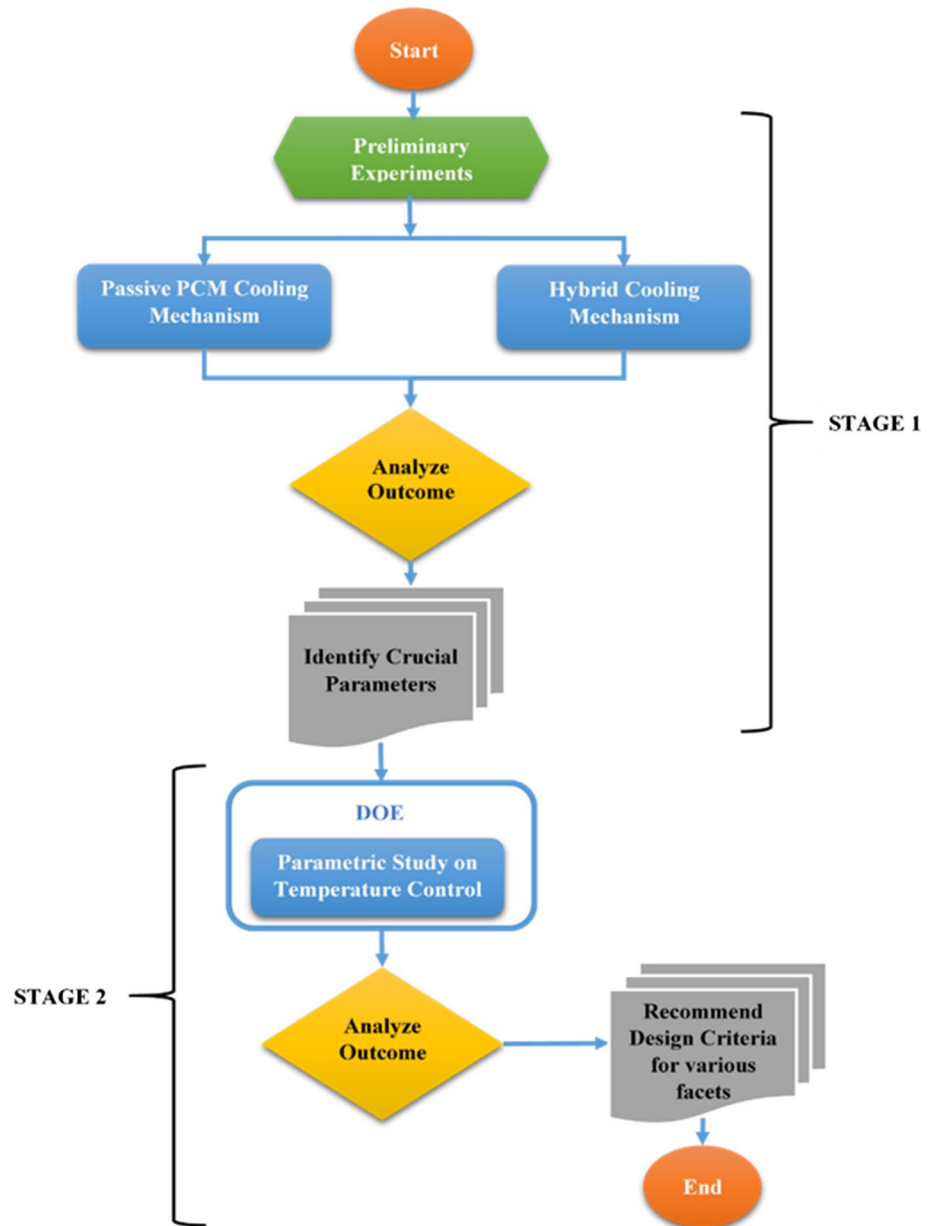 Start
Preliminary
Experiments
Passive PCM Cooling
Mechanism
Hybrid Cooling
Mechanism
Analyze
Outcome
STAGE 1
Identify Crucial
Parameters
DOE
Parametric Study on
Temperature Control
STAGE 2
Analyze
Outcome
Recommend
Design Criteria
for various
facets
End